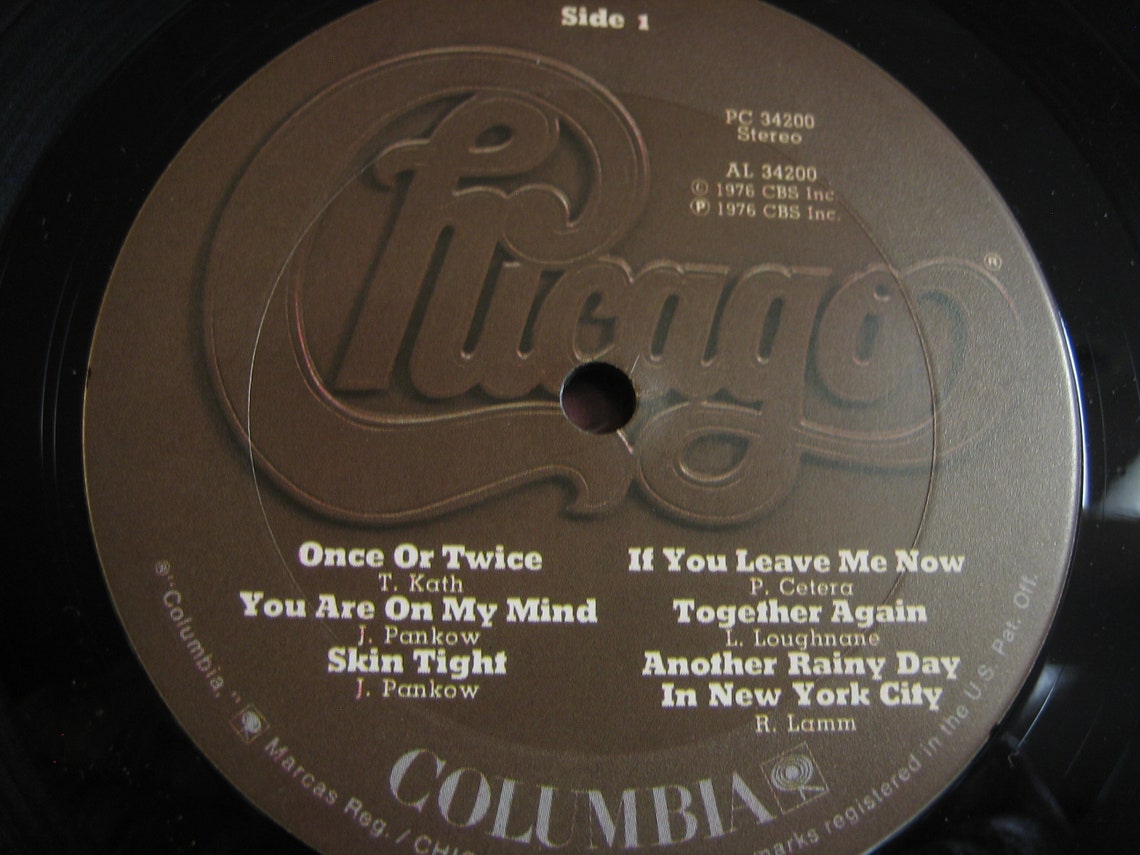 Side 1
Chicago
®
PC 34200
Stereo
AL 34200
© 1976 CBS Inc.
℗ 1976 CBS Inc.
Once Or Twice
T. Kath
You Are On My Mind
J. Pankow
Skin Tight
J. Pankow
If You Leave Me Now
P. Cetera
Together Again
L. Loughnane
Another Rainy Day
In New York City
R. Lamm
COLUMBIA
® "Columbia," Marcas Reg. /
marks registered in the U.S. Pat. Off.